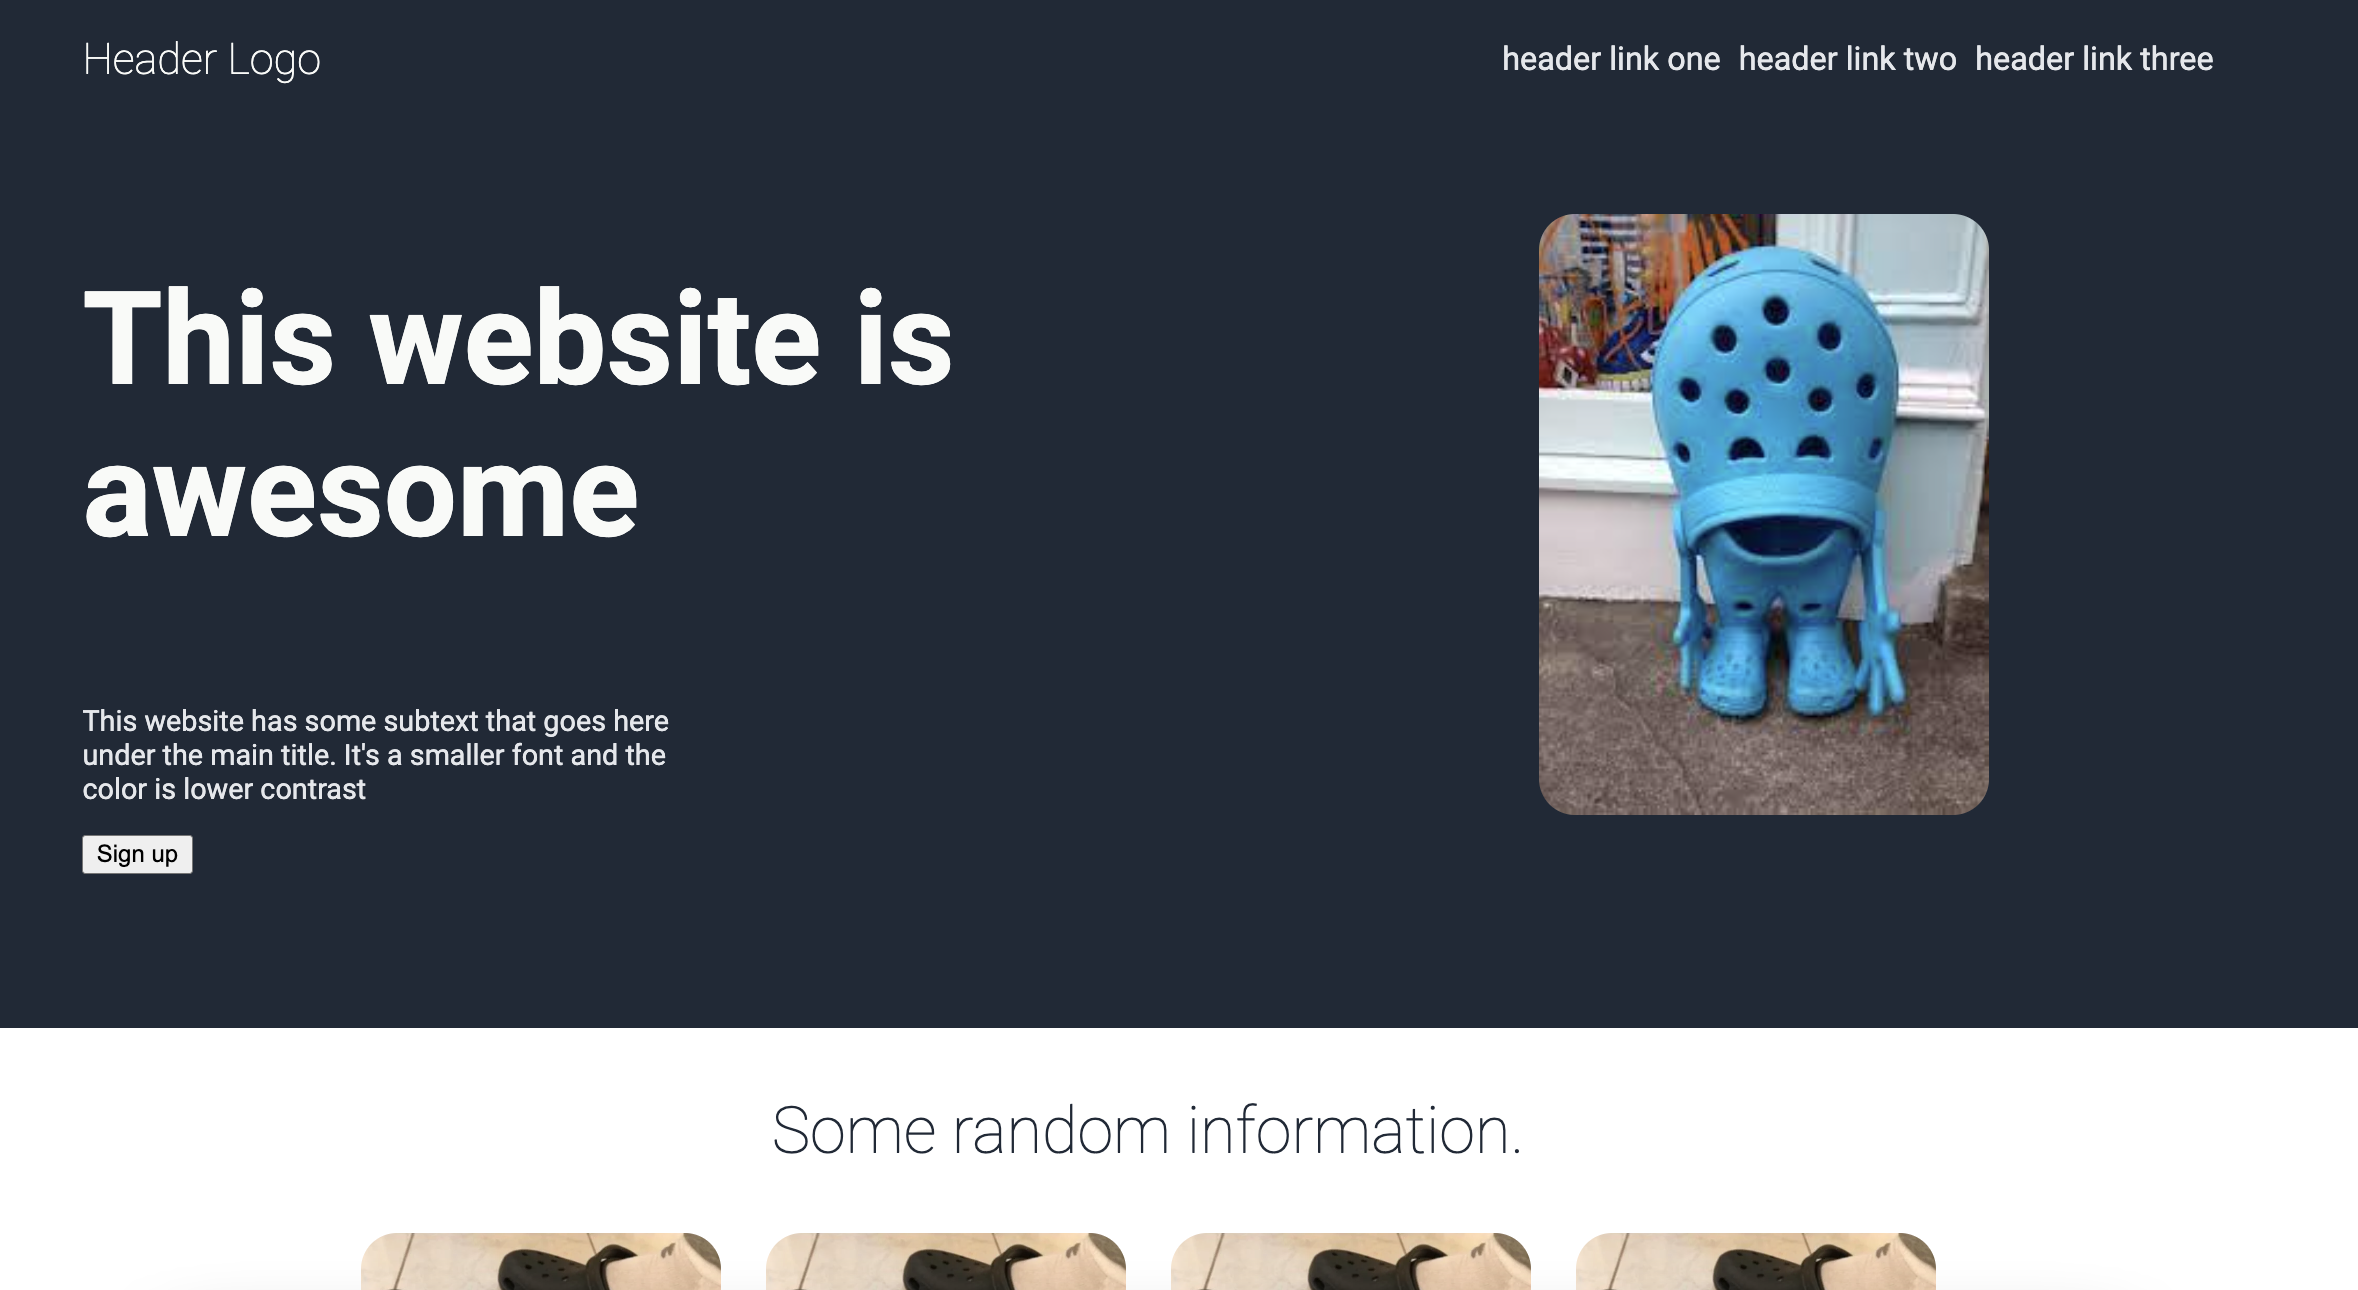 Header Logo
header link one header link two header link three
This website is
awesome
This website has some subtext that goes here
under the main title. It's a smaller font and the
color is lower contrast
Sign up
Some random information.